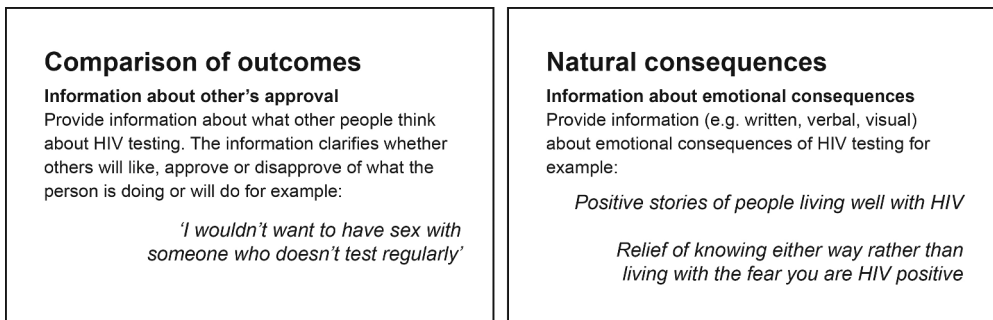 Comparison of outcomes
Information about other's approval
Provide information about what other people think
about HIV testing. The information clarifies whether
others will like, approve or disapprove of what the
person is doing or will do for example:
‘I wouldn’t want to have sex with
someone who doesn’t test regularly’
Natural consequences
Information about emotional consequences
Provide information (e.g. written, verbal, visual)
about emotional consequences of HIV testing for
example:
Positive stories of people living well with HIV
Relief of knowing either way rather than
living with the fear you are HIV positive